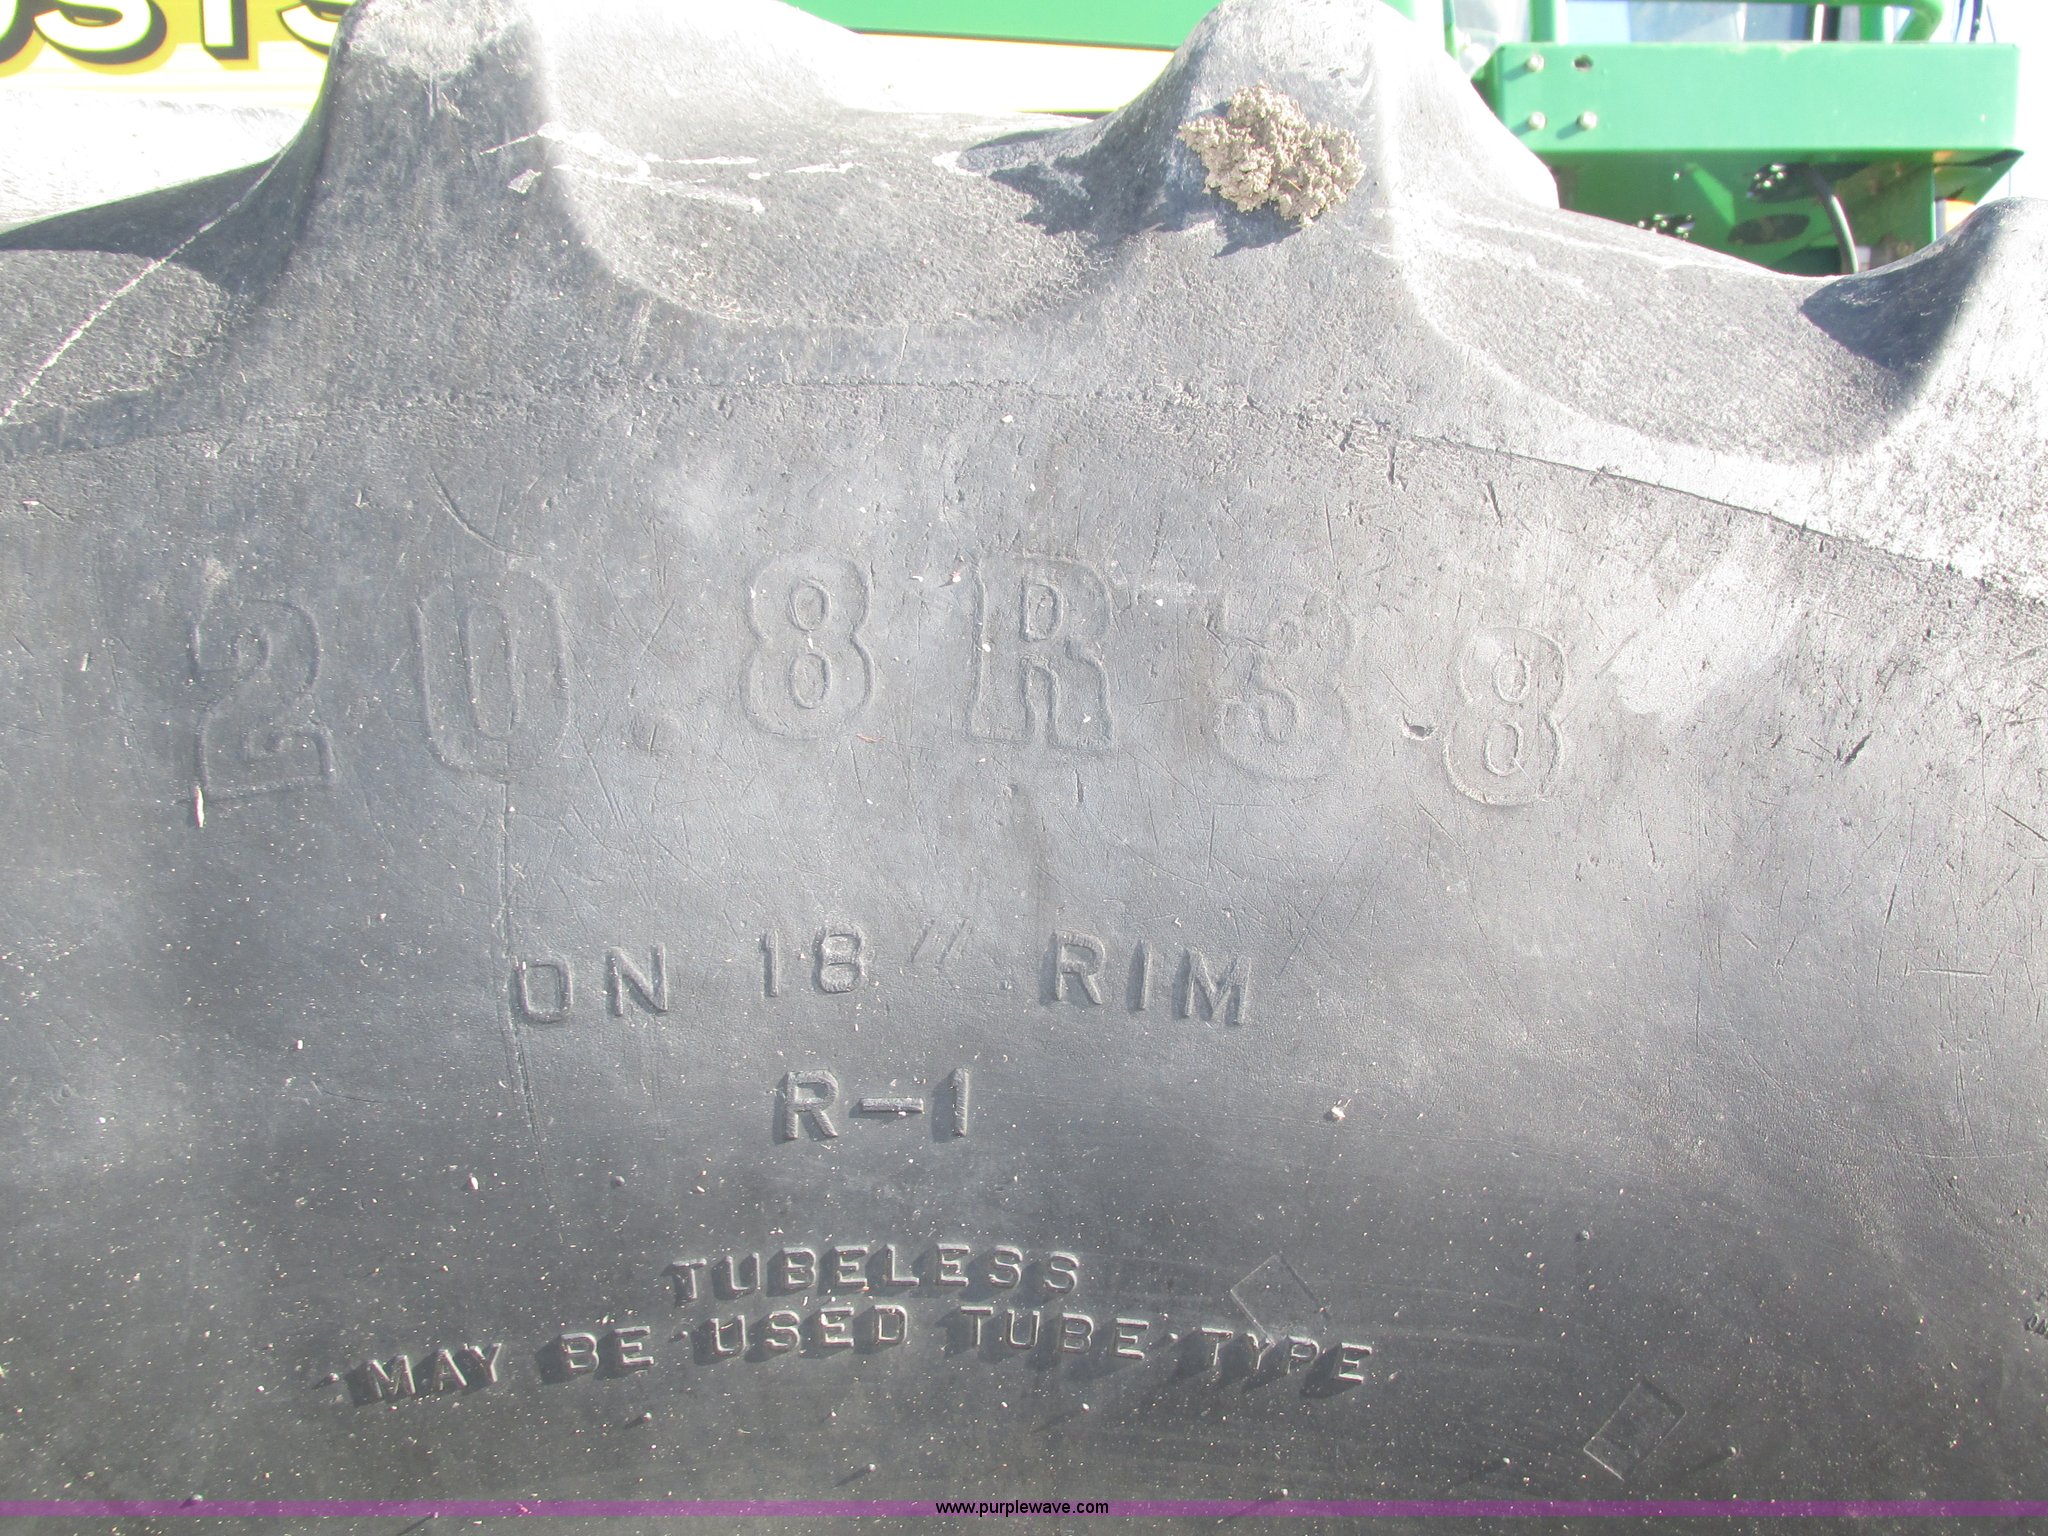 20.8R38
ON 18" RIM
R-1
TUBELESS
MAY BE USED TUBE TYPE
www.purplewave.com